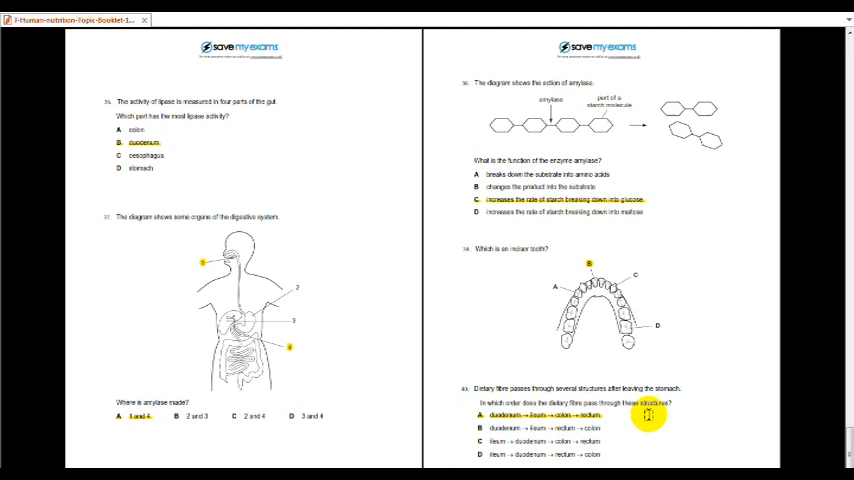 7-Human-nutrition-Topic-Booklet-1...
savemyexams
36. The activity of lipase is measured in four parts of the gut
Which part has the most lipase activity?
A colon
B duodenum
C oesophagus
D stomach
37. The diagram shows some organs of the digestive system.
1
2
3
4
Where is amylase made?
A 1 and 4 B 2 and 3 C 2 and 4 D 3 and 4
savemyexams
38. The diagram shows the action of amylase.
amylase
part of a
starch molecule
What is the function of the enzyme amylase?
A breaks down the substrate into amino acids
B changes the product into the substrate
C increases the rate of starch breaking down into glucose
D increases the rate of starch breaking down into maltose
Which is an incisor tooth?
B
C
A
D
40. Dietary fibre passes through several structures after leaving the stomach.
In which order does the dietary fibre pass through these structures?
A duodenum → ileum → colon → rectum
B duodenum → ileum → rectum → colon
C ileum → duodenum → colon → rectum
D ileum → duodenum → rectum → colon